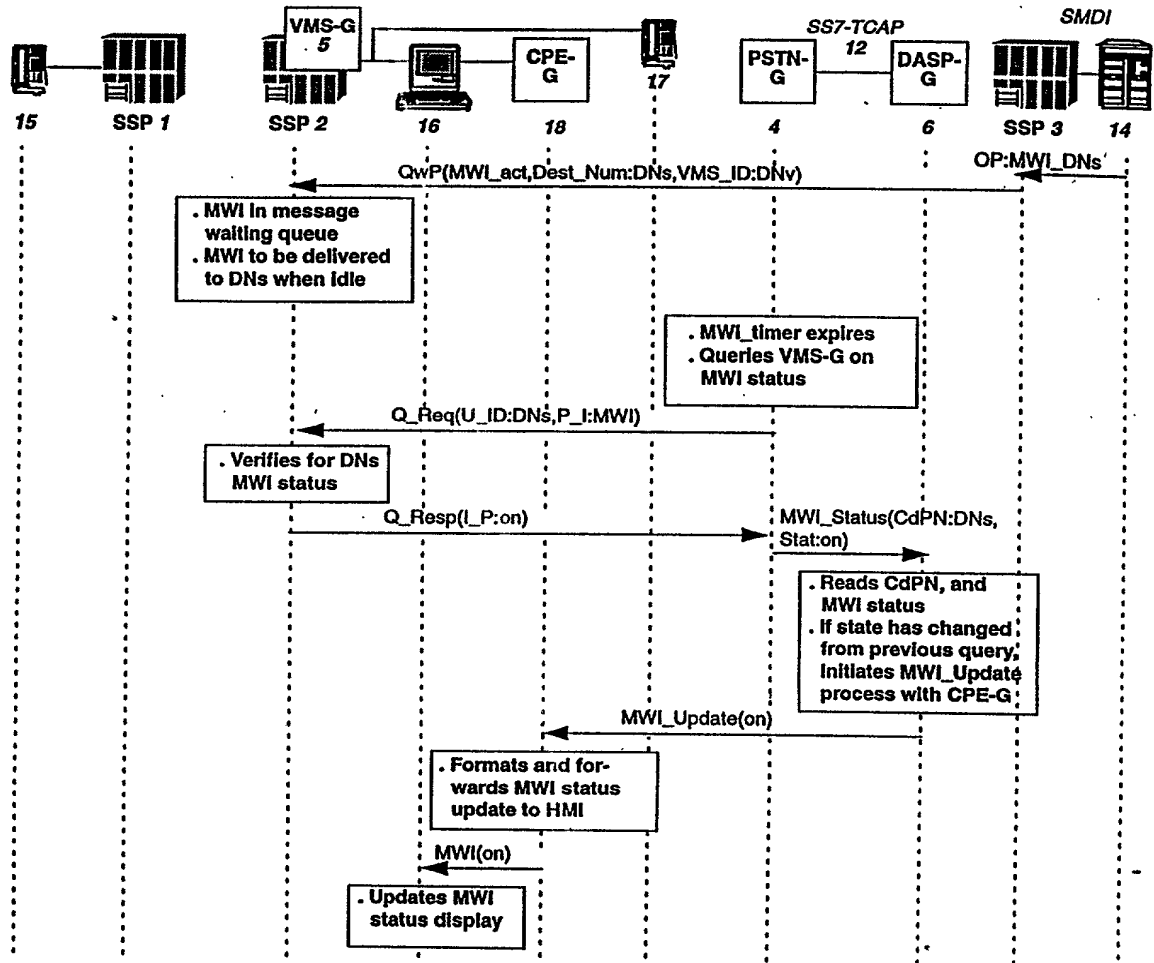 VMS-G
5
SS7-TCAP
12
SMDI
CPE-
G
PSTN-
G
DASP-
G
17
15
SSP 1
SSP 2
16
18
4
6
SSP 3
14
OP:MWI_DNs
QwP(MWI_act,Dest_Num:DNs,VMS_ID:DNv)
. MWI in message
waiting queue
. MWI to be delivered
to DNs when idle
. MWI_timer expires
. Queries VMS-G on
MWI status
Q_Req(U_ID:DNs,P_I:MWI)
. Verifies for DNs
MWI status
Q_Resp(I_P:on)
MWI_Status(CdPN:DNs,
Stat:on)
. Reads CdPN, and
MWI status
. If state has changed
from previous query,
initiates MWI_Update
process with CPE-G
MWI_Update(on)
. Formats and for-
wards MWI status
update to HMI
MWI(on)
. Updates MWI
status display